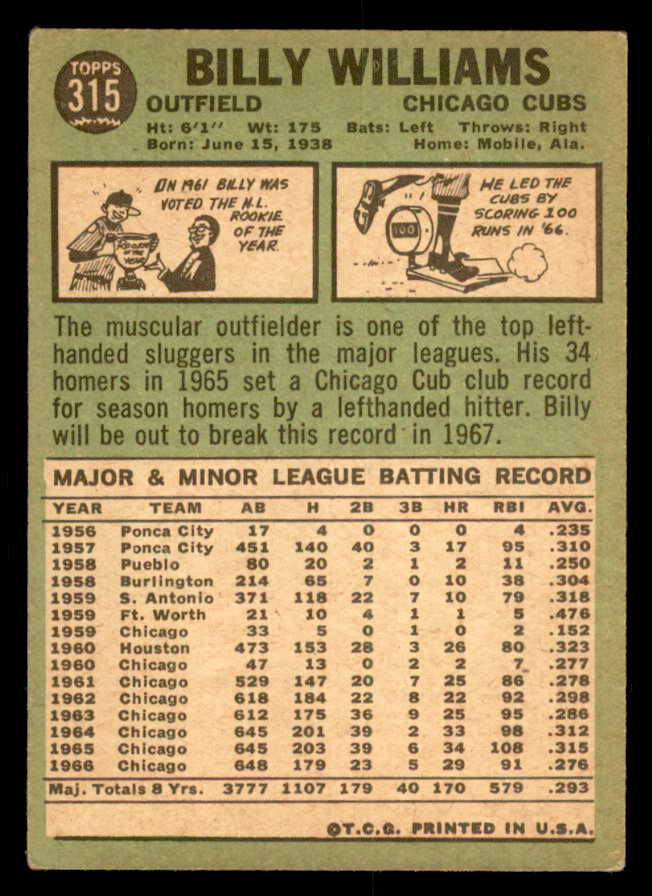 TOPPS
315
BILLY WILLIAMS
OUTFIELD CHICAGO CUBS
Ht: 6'1" Wt: 175 Bats: Left Throws: Right
Born: June 15, 1938 Home: Mobile, Ala.
IN 1961 BILLY WAS
VOTED THE N.L.
ROOKIE
OF THE
YEAR.
ROOKIE
OF THE
YEAR
HE LED THE
CUBS BY
SCORING 100
RUNS IN '66.
100
The muscular outfielder is one of the top left-
handed sluggers in the major leagues. His 34
homers in 1965 set a Chicago Cub club record
for season homers by a lefthanded hitter. Billy
will be out to break this record in 1967.
MAJOR & MINOR LEAGUE BATTING RECORD
YEAR TEAM AB H 2B 3B HR RBI AVG.
1956 Ponca City 17 4 0 0 0 4 .235
1957 Ponca City 451 140 40 3 17 95 .310
1958 Pueblo 80 20 2 1 2 11 .250
1958 Burlington 214 65 7 0 10 38 .304
1959 S. Antonio 371 118 22 7 10 79 .318
1959 Ft. Worth 21 10 4 1 1 5 .476
1959 Chicago 33 5 0 1 0 2 .152
1960 Houston 473 153 28 3 26 80 .323
1960 Chicago 47 13 0 2 2 7 .277
1961 Chicago 529 147 20 7 25 86 .278
1962 Chicago 618 184 22 8 22 92 .298
1963 Chicago 612 175 36 9 25 95 .286
1964 Chicago 645 201 39 2 33 98 .312
1965 Chicago 645 203 39 6 34 108 .315
1966 Chicago 648 179 23 5 29 91 .276
Maj. Totals 8 Yrs. 3777 1107 179 40 170 579 .293
©T.C.G. PRINTED IN U.S.A.